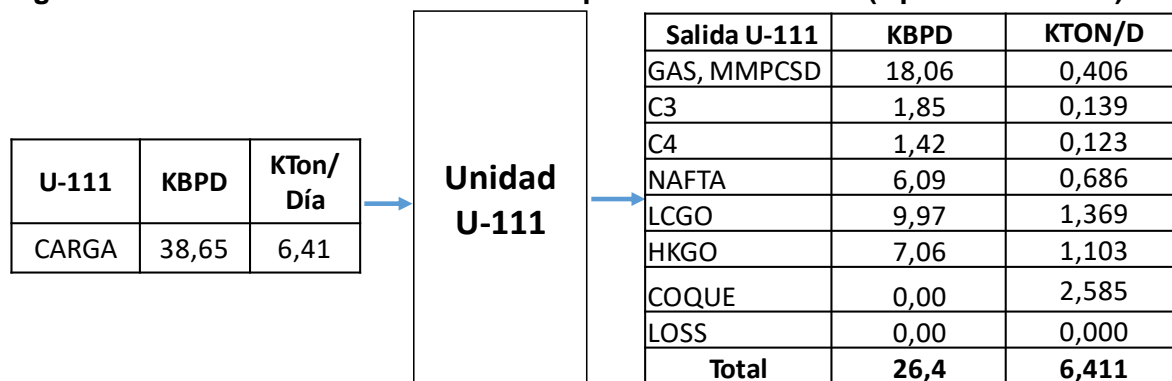 U-111 KBPD KTon/
Día
CARGA 38,65 6,41
Unidad
U-111
Salida U-111 KBPD KTON/D
GAS, MMPCSD 18,06 0,406
C3 1,85 0,139
C4 1,42 0,123
NAFTA 6,09 0,686
LCGO 9,97 1,369
HKGO 7,06 1,103
COQUE 0,00 2,585
LOSS 0,00 0,000
Total 26,4 6,411